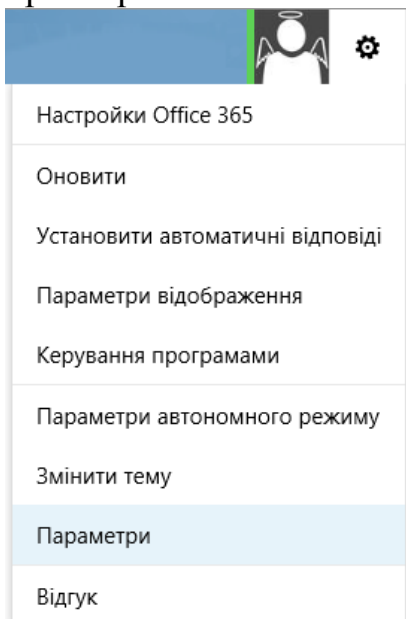 Настройки Office 365
Оновити
Установити автоматичні відповіді
Параметри відображення
Керування програмами
Параметри автономного режиму
Змінити тему
Параметри
Відгук